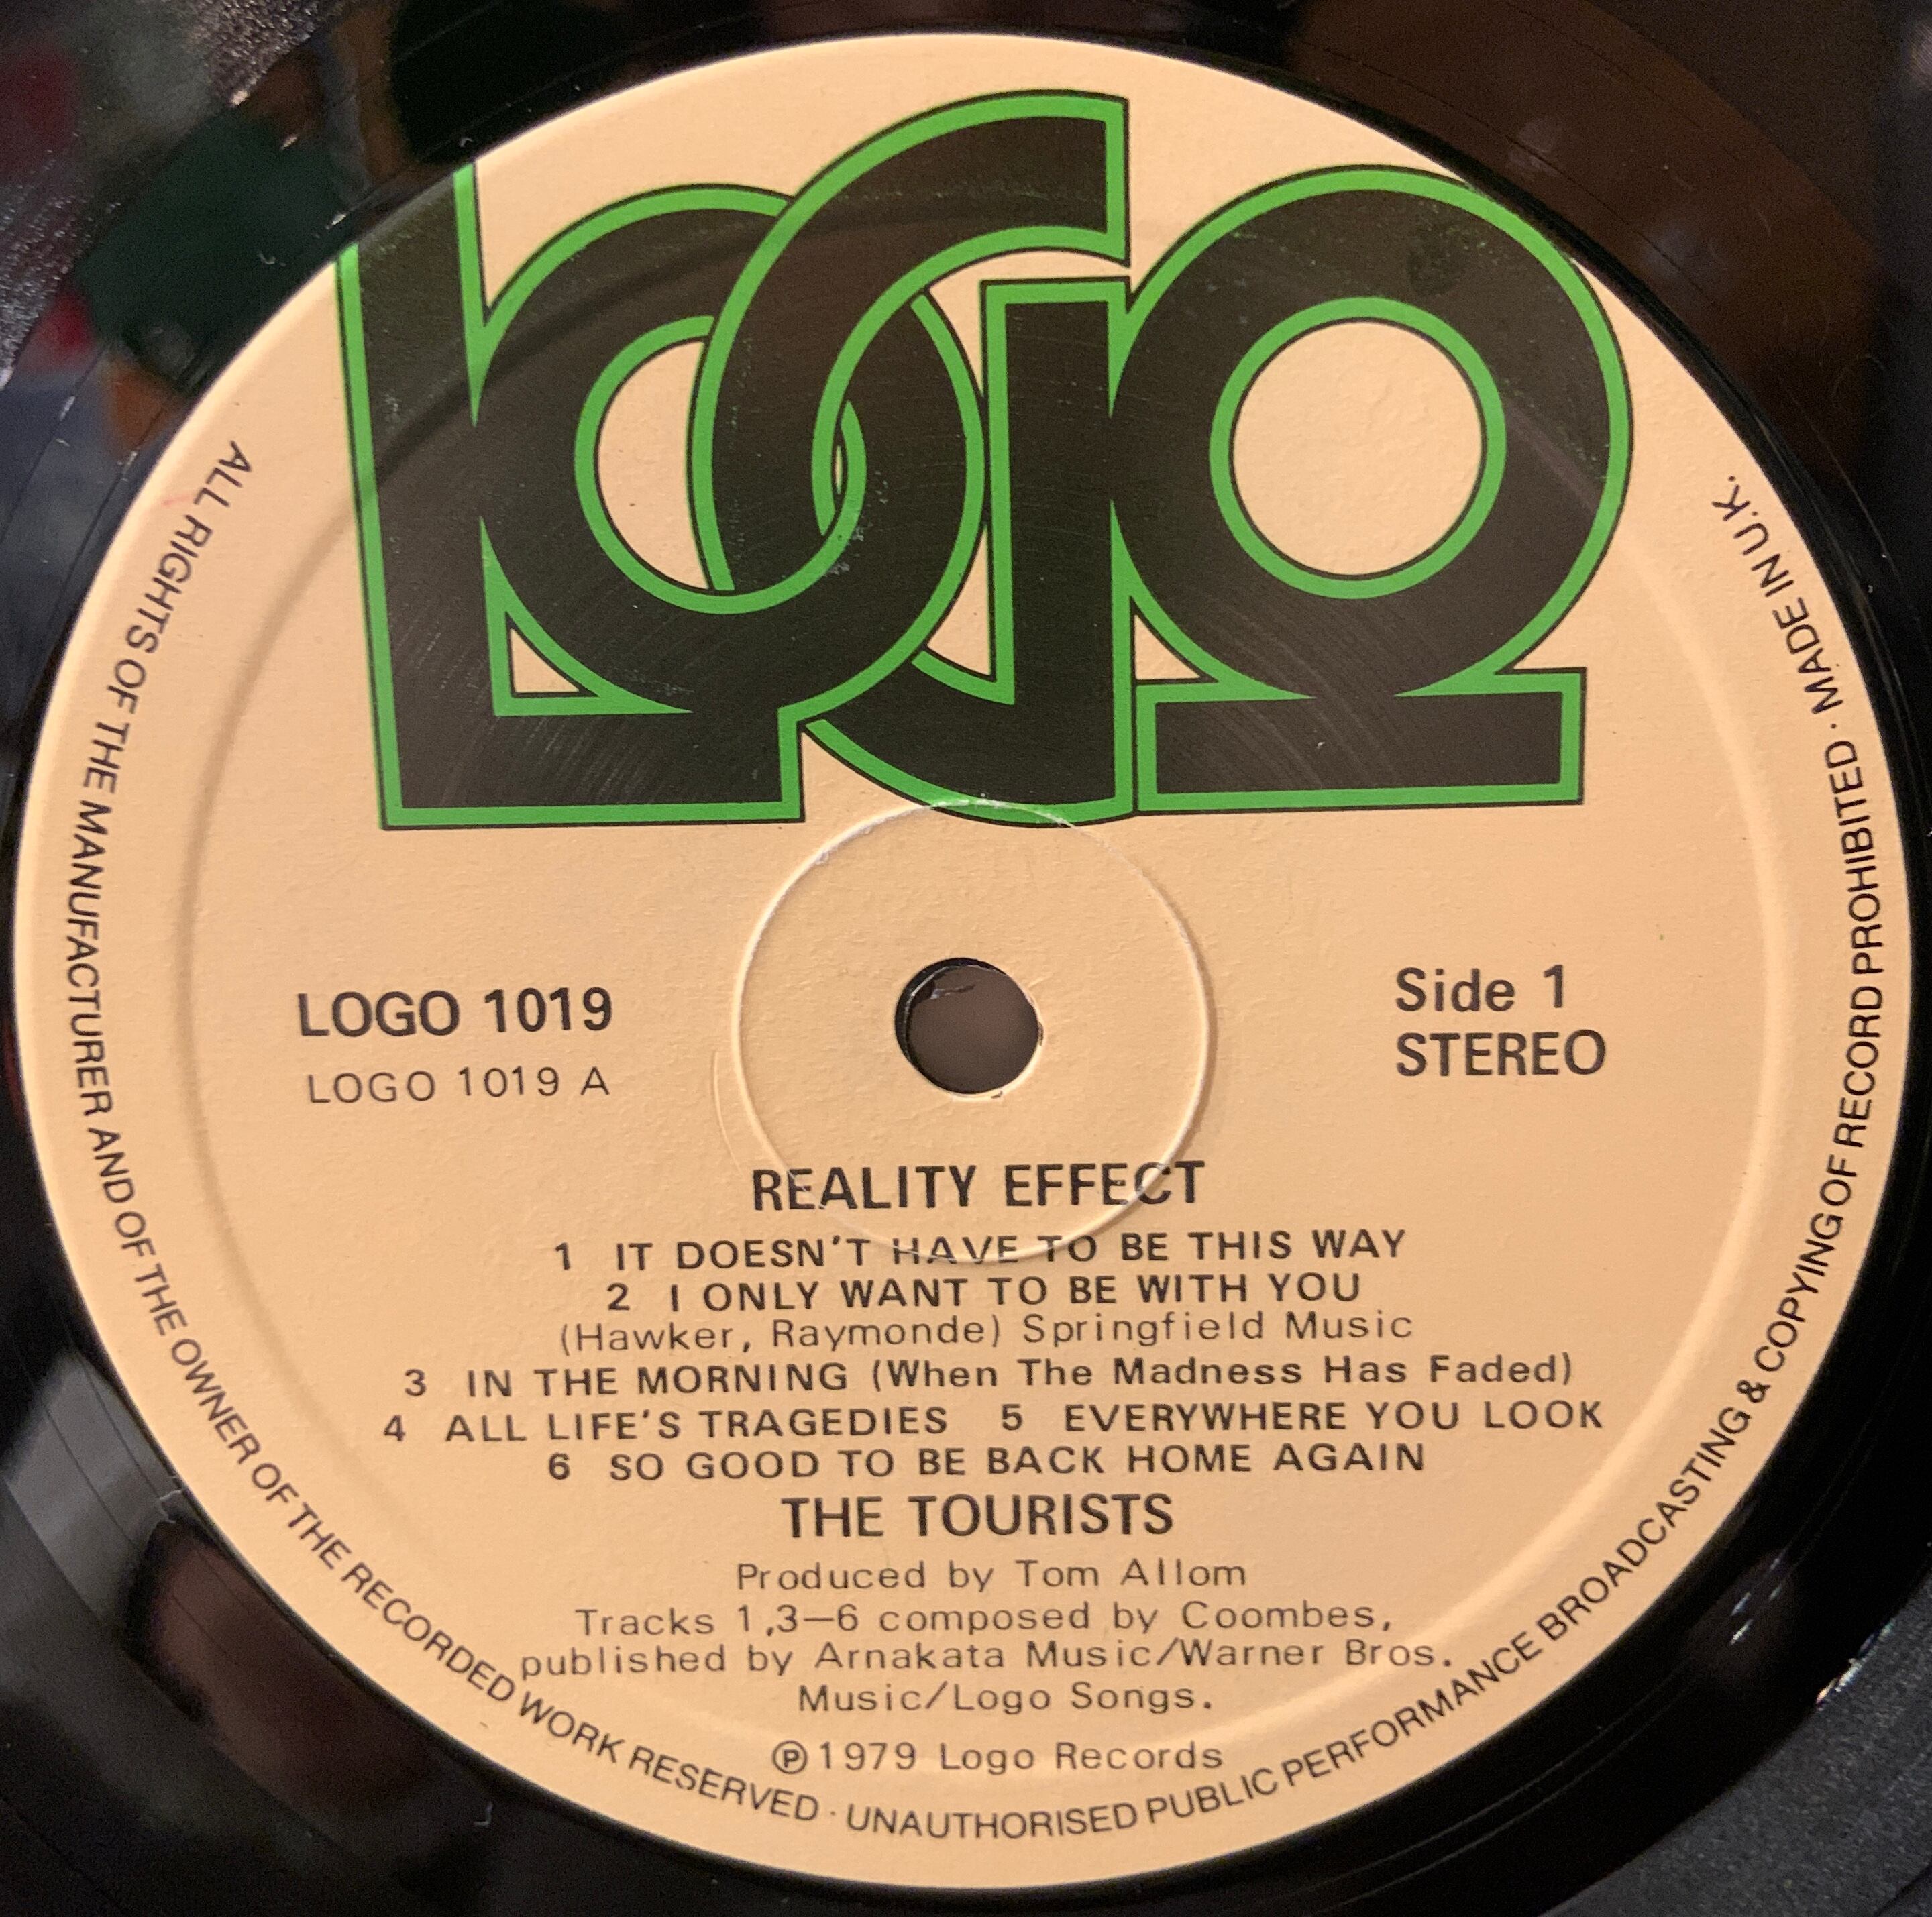 LOGO
LOGO 1019
LOGO 1019 A
Side 1
STEREO
REALITY EFFECT
1 IT DOESN'T HAVE TO BE THIS WAY
2 I ONLY WANT TO BE WITH YOU
(Hawker, Raymonde) Springfield Music
3 IN THE MORNING (When The Madness Has Faded)
4 ALL LIFE'S TRAGEDIES 5 EVERYWHERE YOU LOOK
6 SO GOOD TO BE BACK HOME AGAIN
THE TOURISTS
Produced by Tom Allom
Tracks 1,3–6 composed by Coombes,
published by Arnakata Music/Warner Bros.
Music/Logo Songs.
℗1979 Logo Records
ALL RIGHTS OF THE MANUFACTURER AND OF THE OWNER OF THE RECORDED WORK RESERVED · UNAUTHORISED PUBLIC PERFORMANCE BROADCASTING & COPYING OF RECORD PROHIBITED · MADE IN U.K.